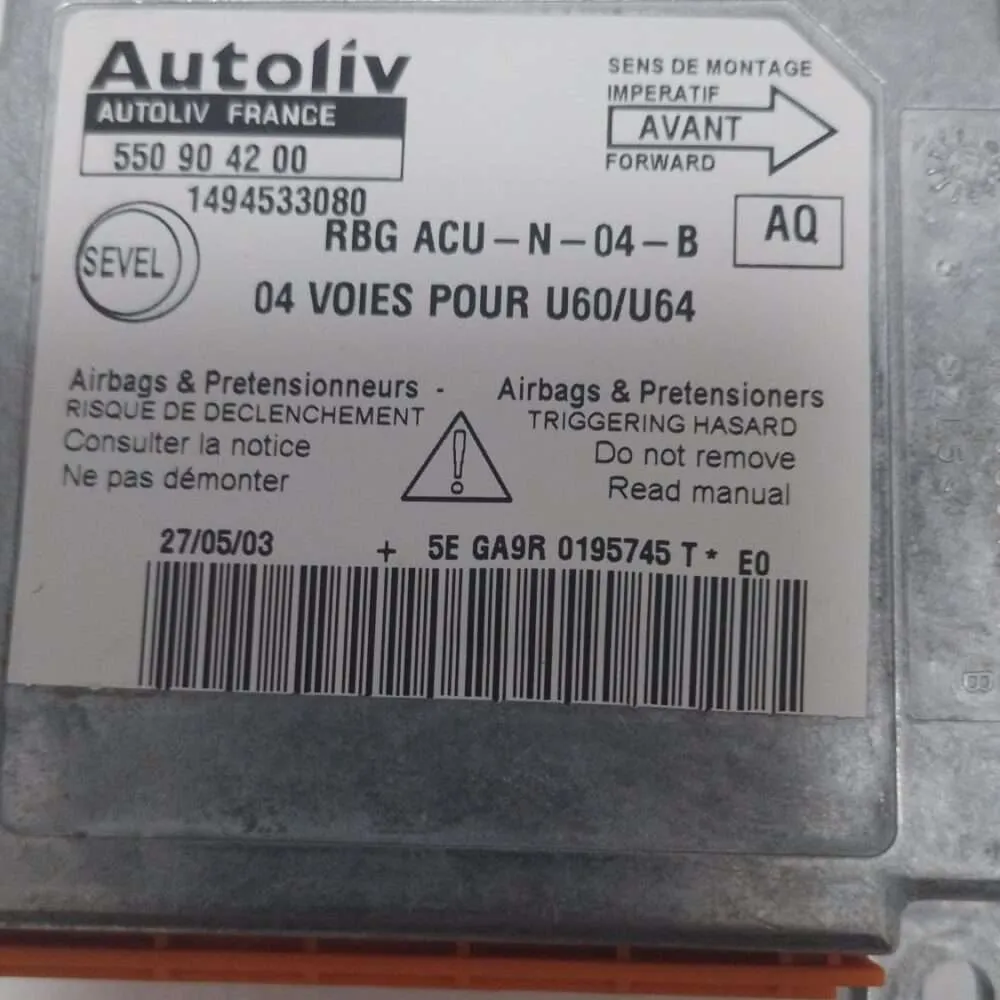 Autoliv
AUTOLIV FRANCE
550 90 42 00
1494533080
SENS DE MONTAGE
IMPERATIF
AVANT
FORWARD
SEVEL
RBG ACU-N-04-B
AQ
04 VOIES POUR U60/U64
Airbags & Pretensionneurs -
RISQUE DE DECLENCHEMENT
Consulter la notice
Ne pas démonter
Airbags & Pretensioners
TRIGGERING HASARD
Do not remove
Read manual
27/05/03 + 5E GA9R 0195745 T* E0